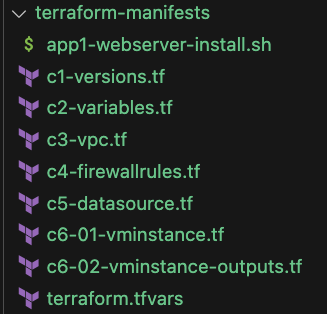 terraform-manifests
$ app1-webserver-install.sh
c1-versions.tf
c2-variables.tf
c3-vpc.tf
c4-firewallrules.tf
c5-datasource.tf
c6-01-vminstance.tf
c6-02-vminstance-outputs.tf
terraform.tfvars